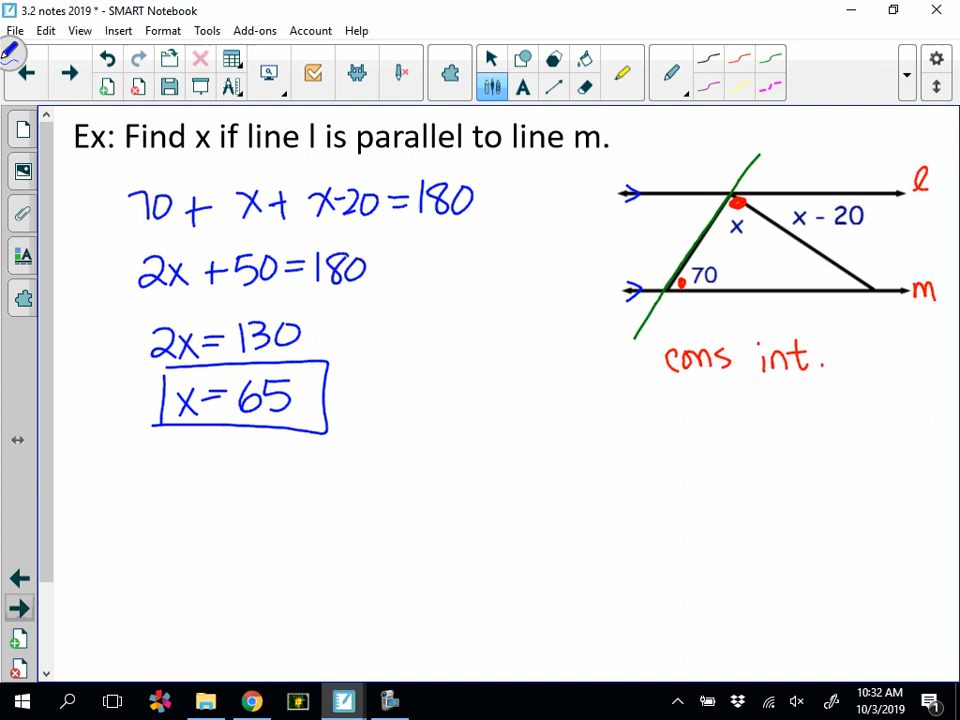 3.2 notes 2019 * - SMART Notebook
File Edit View Insert Format Tools Add-ons Account Help
Ex: Find x if line l is parallel to line m.
70 + x + x-20 = 180
2x + 50 = 180
2x = 130
x = 65
l
x
x - 20
70
m
cons int.
10:32 AM
10/3/2019
1